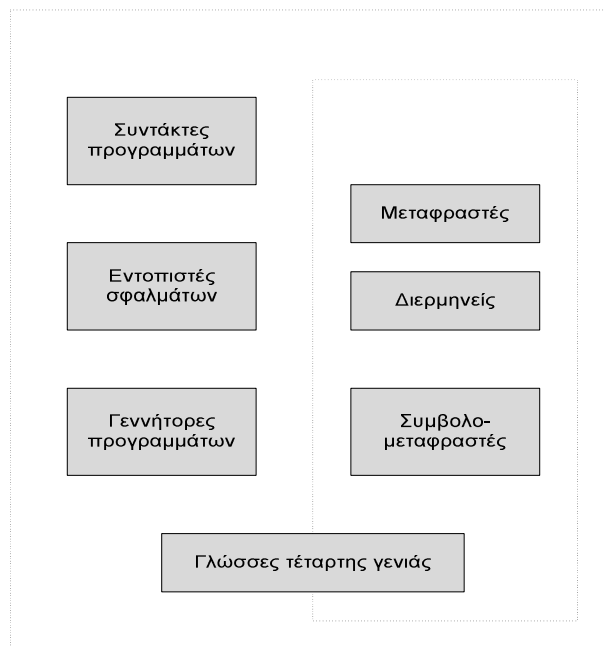 Συντάκτες
προγραμμάτων
Εντοπιστές
σφαλμάτων
Γεννήτορες
προγραμμάτων
Μεταφραστές
Διερμηνείς
Συμβολο-
μεταφραστές
Γλώσσες τέταρτης γενιάς